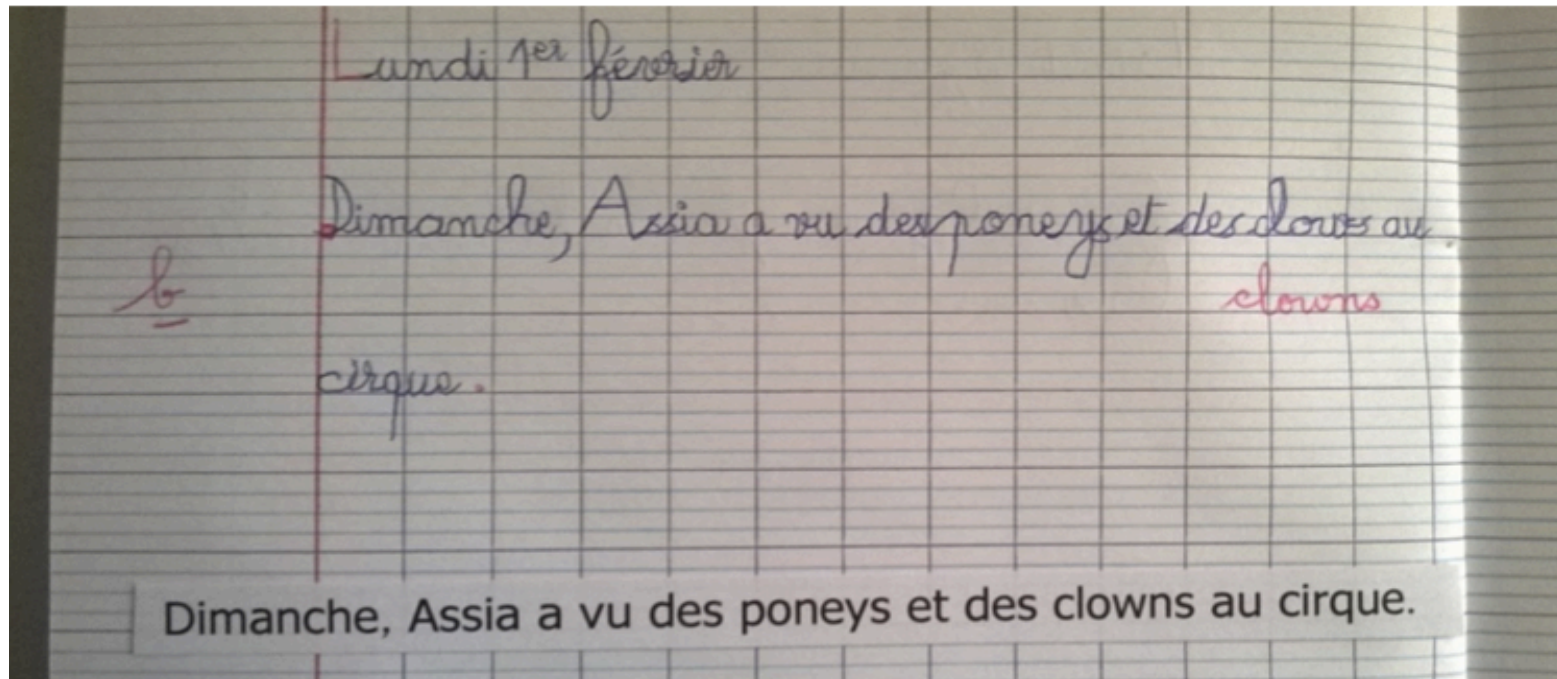 Lundi 1er février
Dimanche, Assia a vu des poneys et des clows au
b
clowns
cirque.
Dimanche, Assia a vu des poneys et des clowns au cirque.